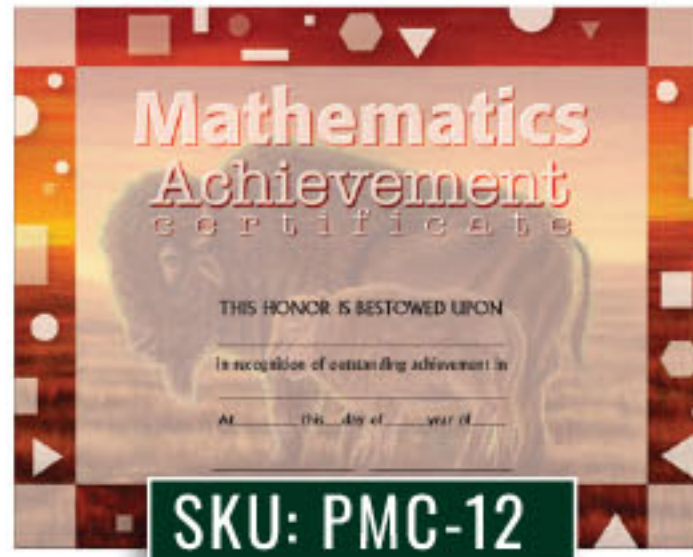 Mathematics
Achievement
certificate
THIS HONOR IS BESTOWED UPON
in recognition of outstanding achievement in
At this day of year of
SKU: PMC-12